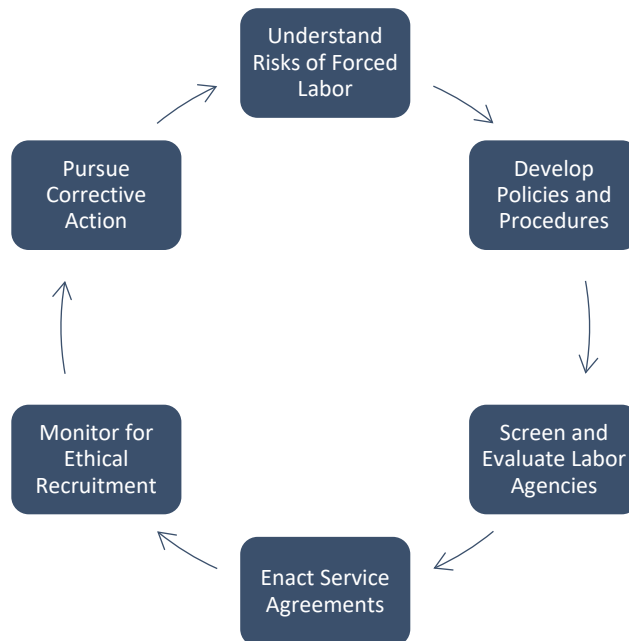 Understand
Risks of Forced
Labor
Develop
Policies and
Procedures
Screen and
Evaluate Labor
Agencies
Enact Service
Agreements
Monitor for
Ethical
Recruitment
Pursue
Corrective
Action